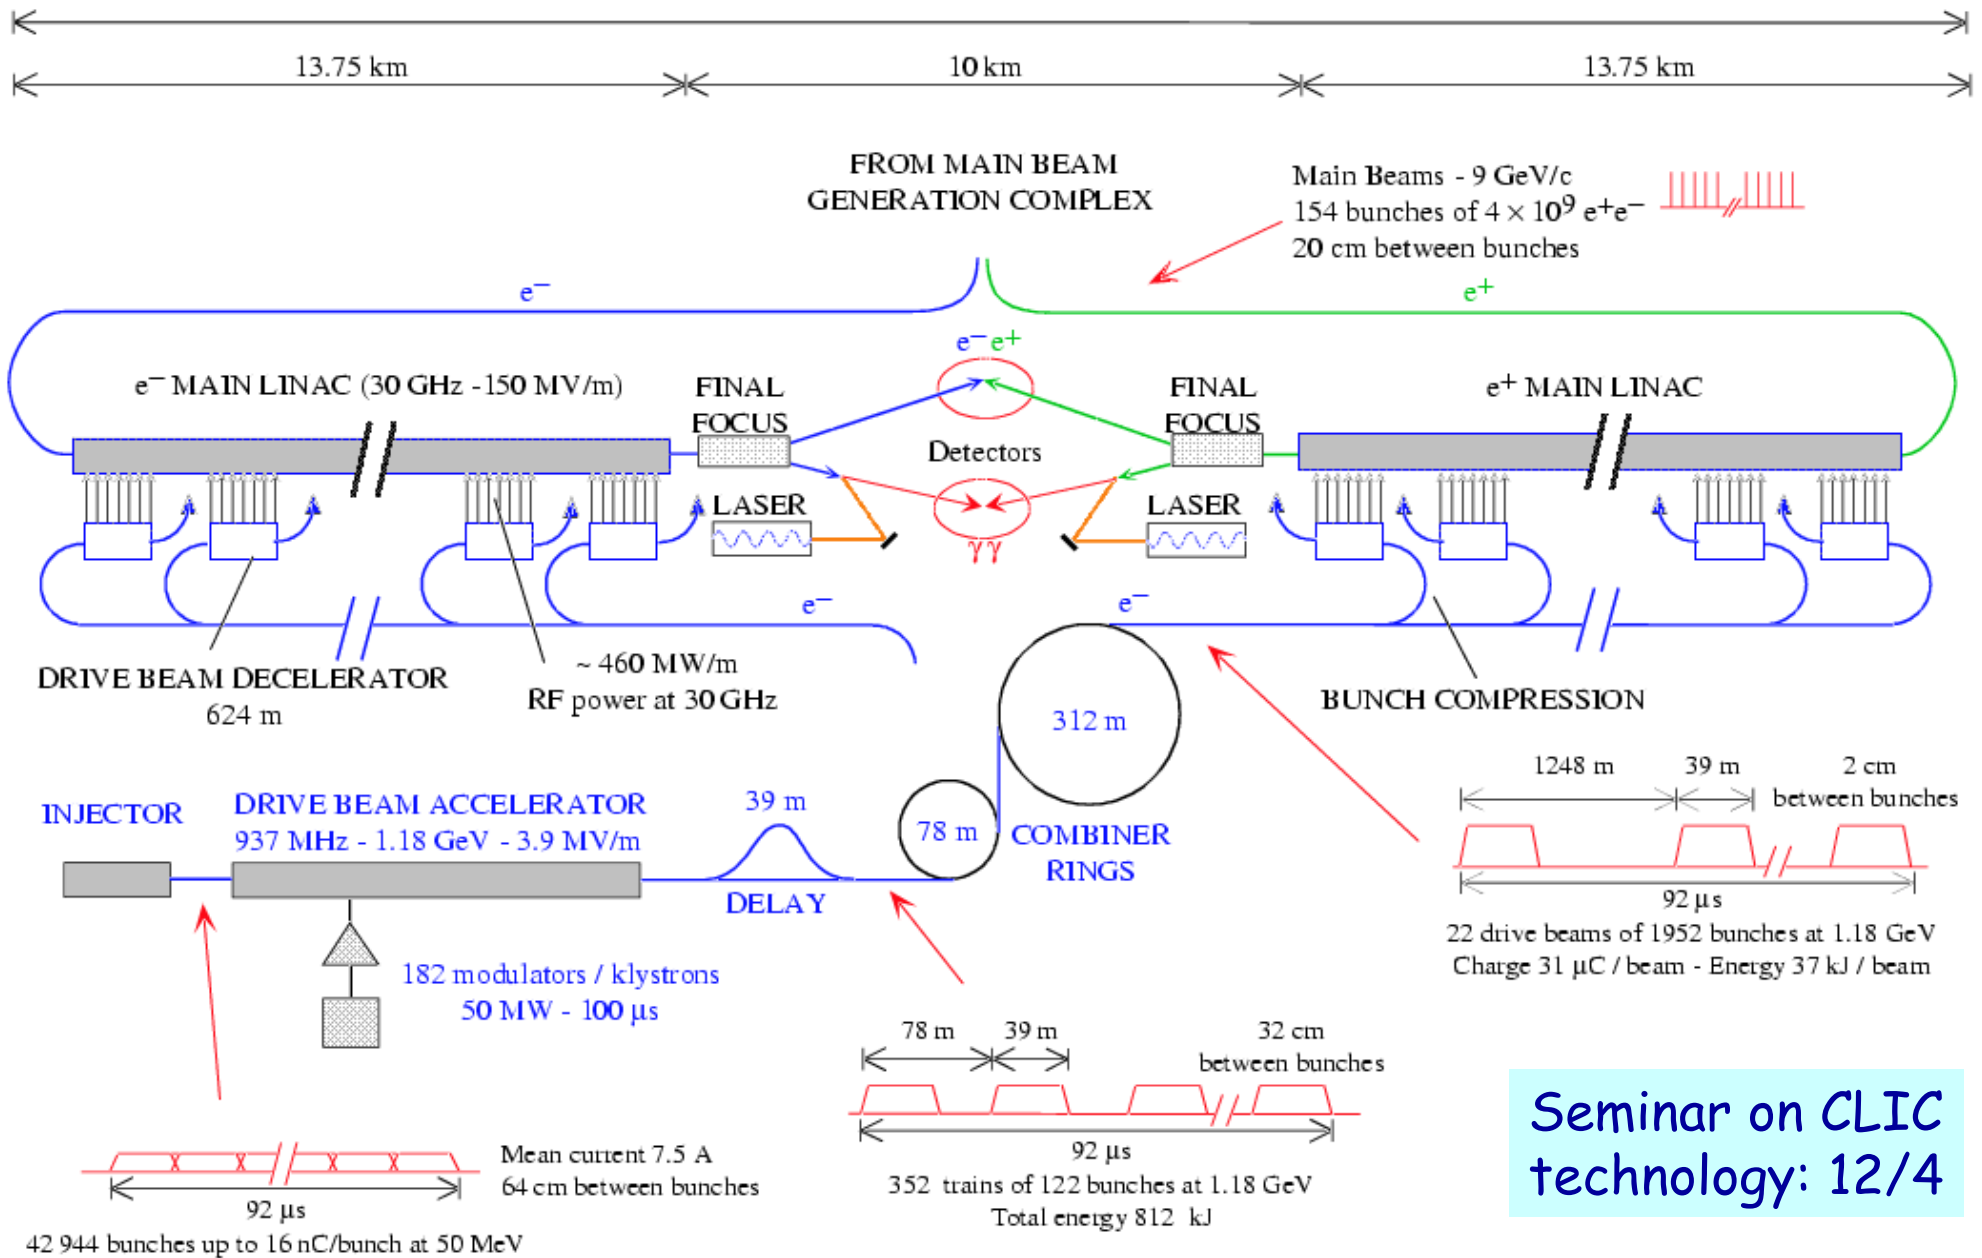 13.75 km
10 km
13.75 km
FROM MAIN BEAM
GENERATION COMPLEX
Main Beams - 9 GeV/c
154 bunches of 4 × 10⁹ e⁺e⁻
20 cm between bunches
e⁻
e⁺
e⁻ e⁺
e⁻ MAIN LINAC (30 GHz -150 MV/m)
FINAL
FOCUS
FINAL
FOCUS
e⁺ MAIN LINAC
Detectors
LASER
LASER
γγ
e⁻
e⁻
DRIVE BEAM DECELERATOR
624 m
~ 460 MW/m
RF power at 30 GHz
BUNCH COMPRESSION
312 m
INJECTOR
DRIVE BEAM ACCELERATOR
937 MHz - 1.18 GeV - 3.9 MV/m
39 m
78 m
COMBINER
RINGS
DELAY
1248 m
39 m
2 cm
between bunches
92 μs
22 drive beams of 1952 bunches at 1.18 GeV
Charge 31 μC / beam - Energy 37 kJ / beam
182 modulators / klystrons
50 MW - 100 μs
78 m
39 m
32 cm
between bunches
92 μs
352 trains of 122 bunches at 1.18 GeV
Total energy 812 kJ
Mean current 7.5 A
64 cm between bunches
92 μs
42 944 bunches up to 16 nC/bunch at 50 MeV
Seminar on CLIC
technology: 12/4